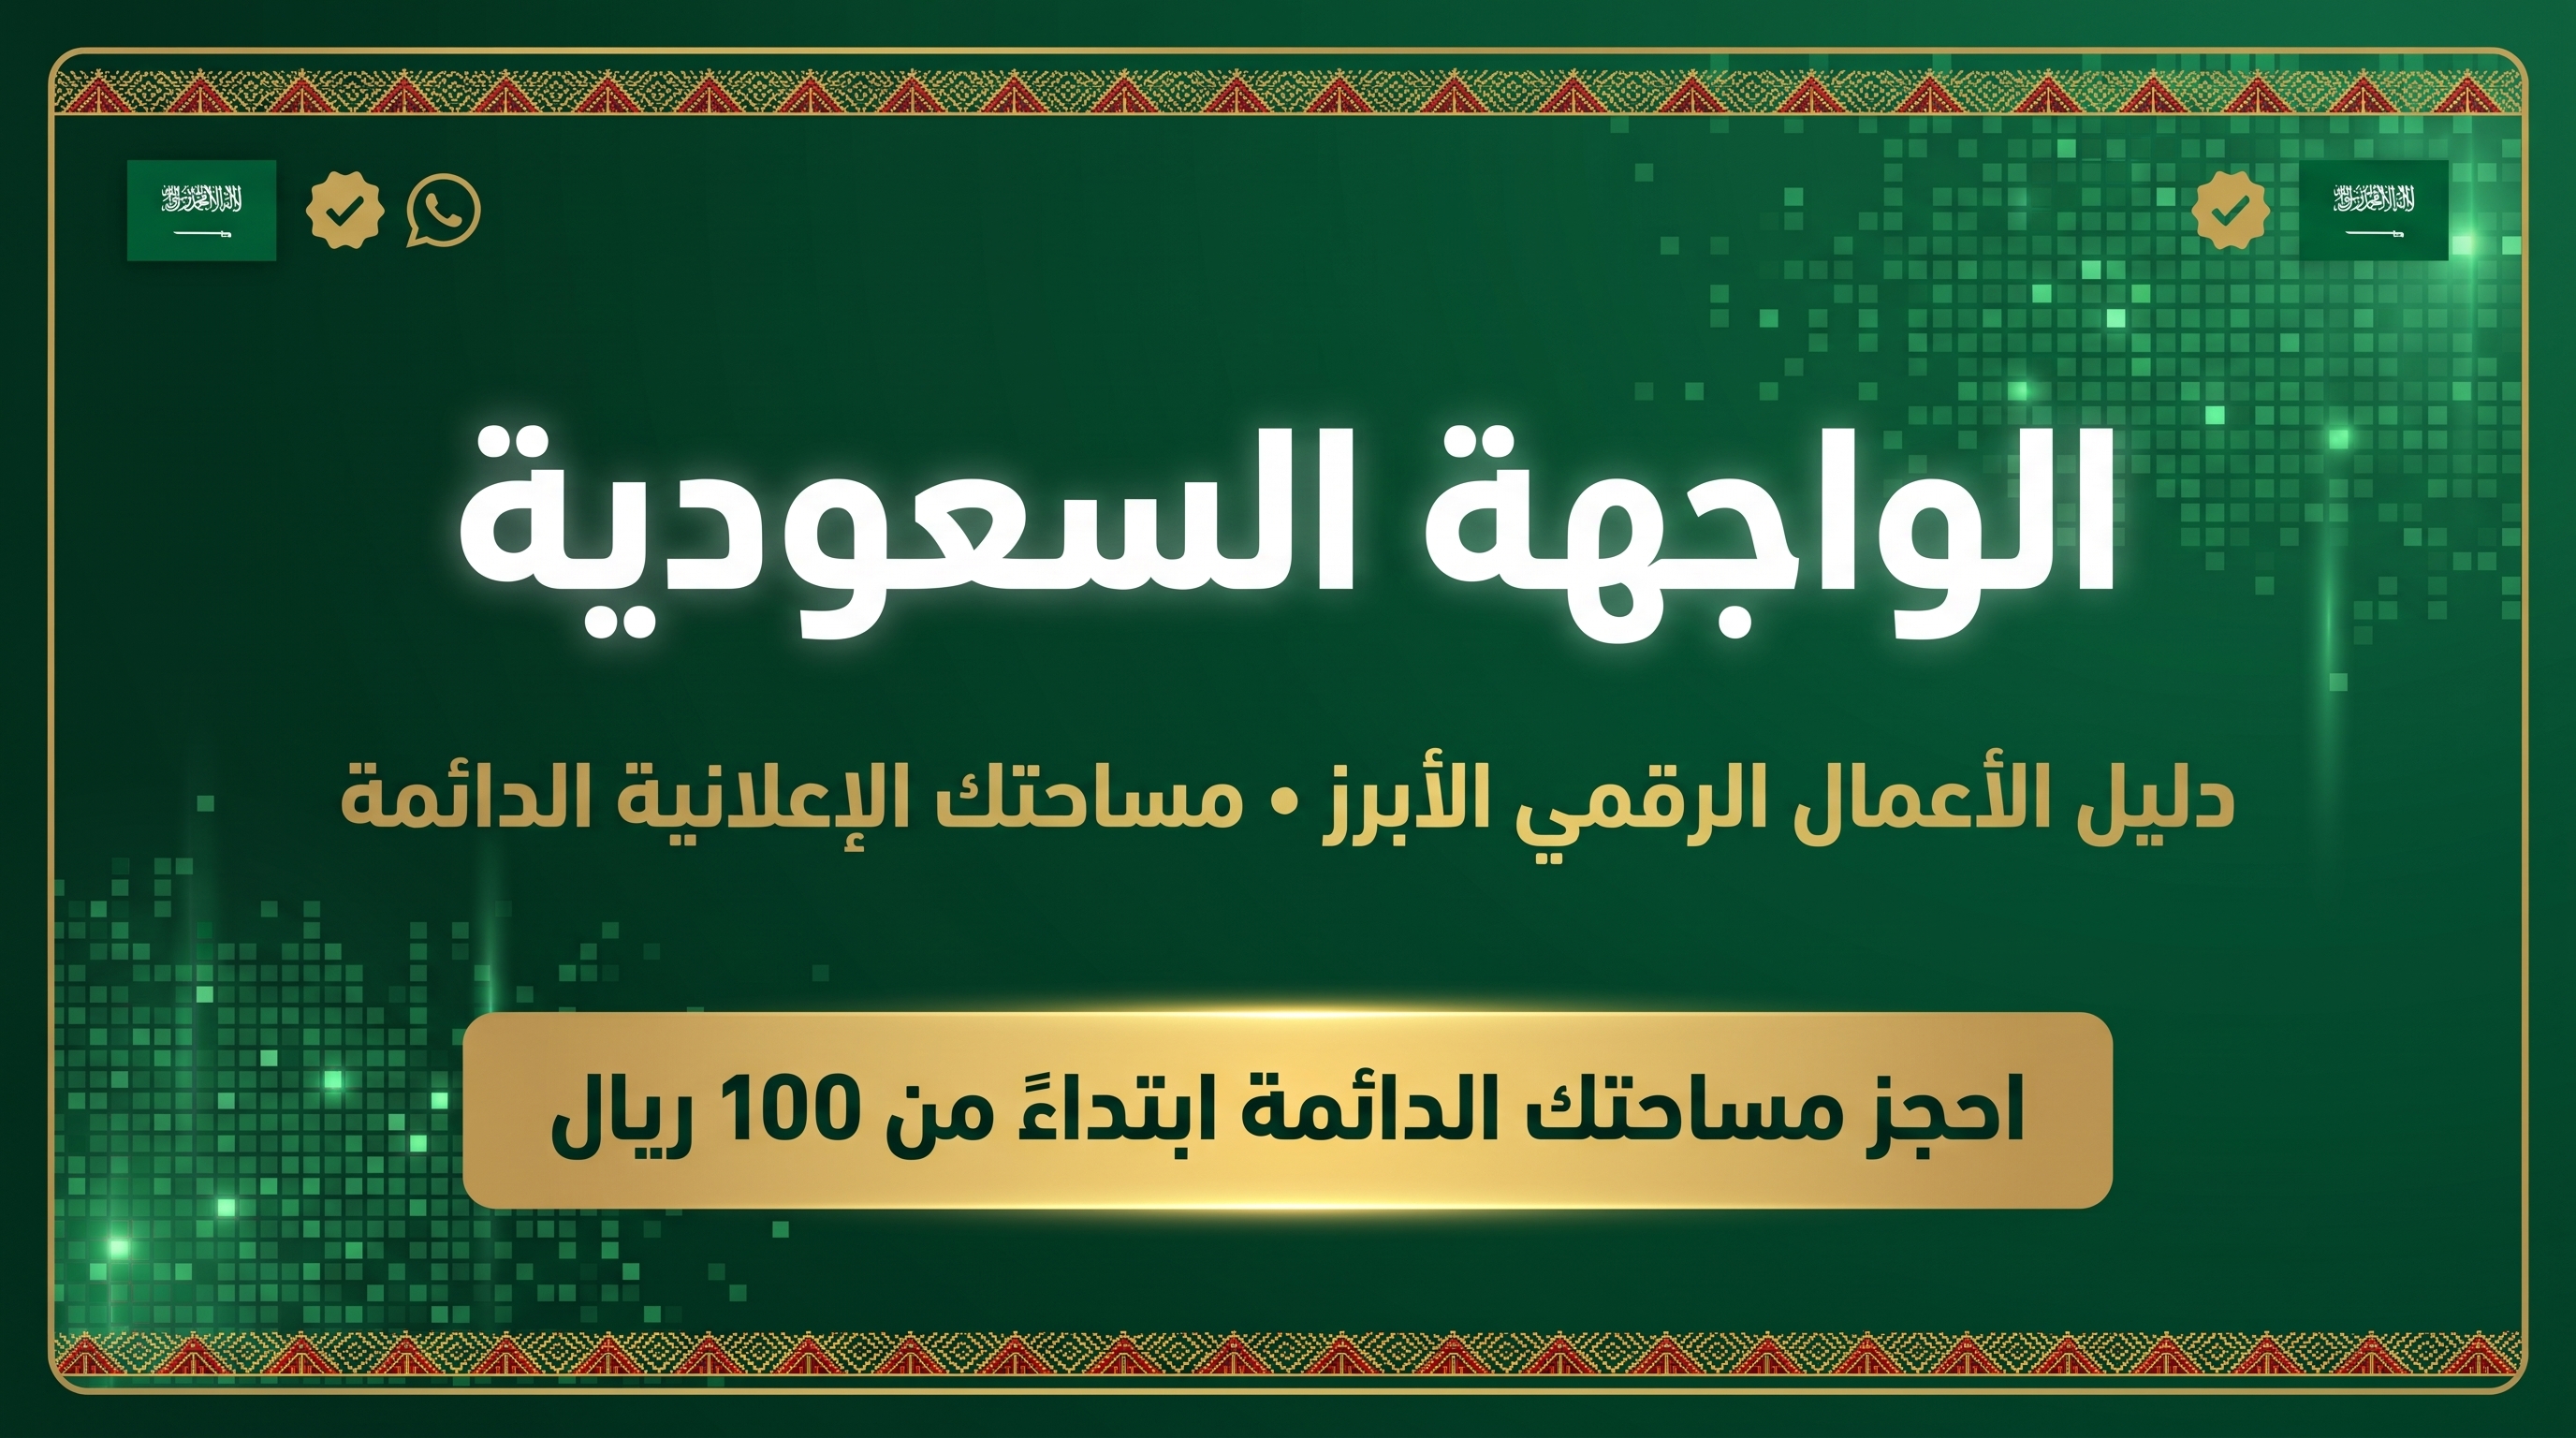 الواجهة السعودية
دليل الأعمال الرقمي الأبرز • مساحتك الإعلانية الدائمة
احجز مساحتك الدائمة ابتداءً من 100 ريال